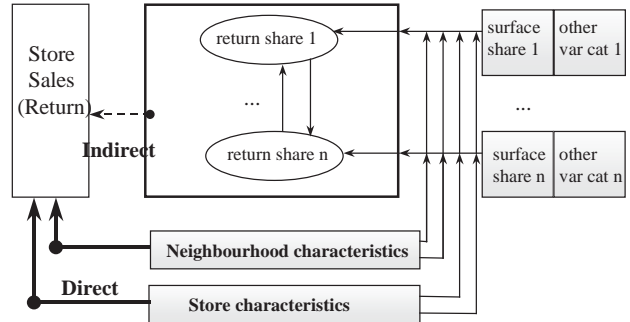 Store
Sales
(Return)
Indirect
return share 1
...
return share n
surface
share 1
other
var cat 1
...
surface
share n
other
var cat n
Neighbourhood characteristics
Direct
Store characteristics